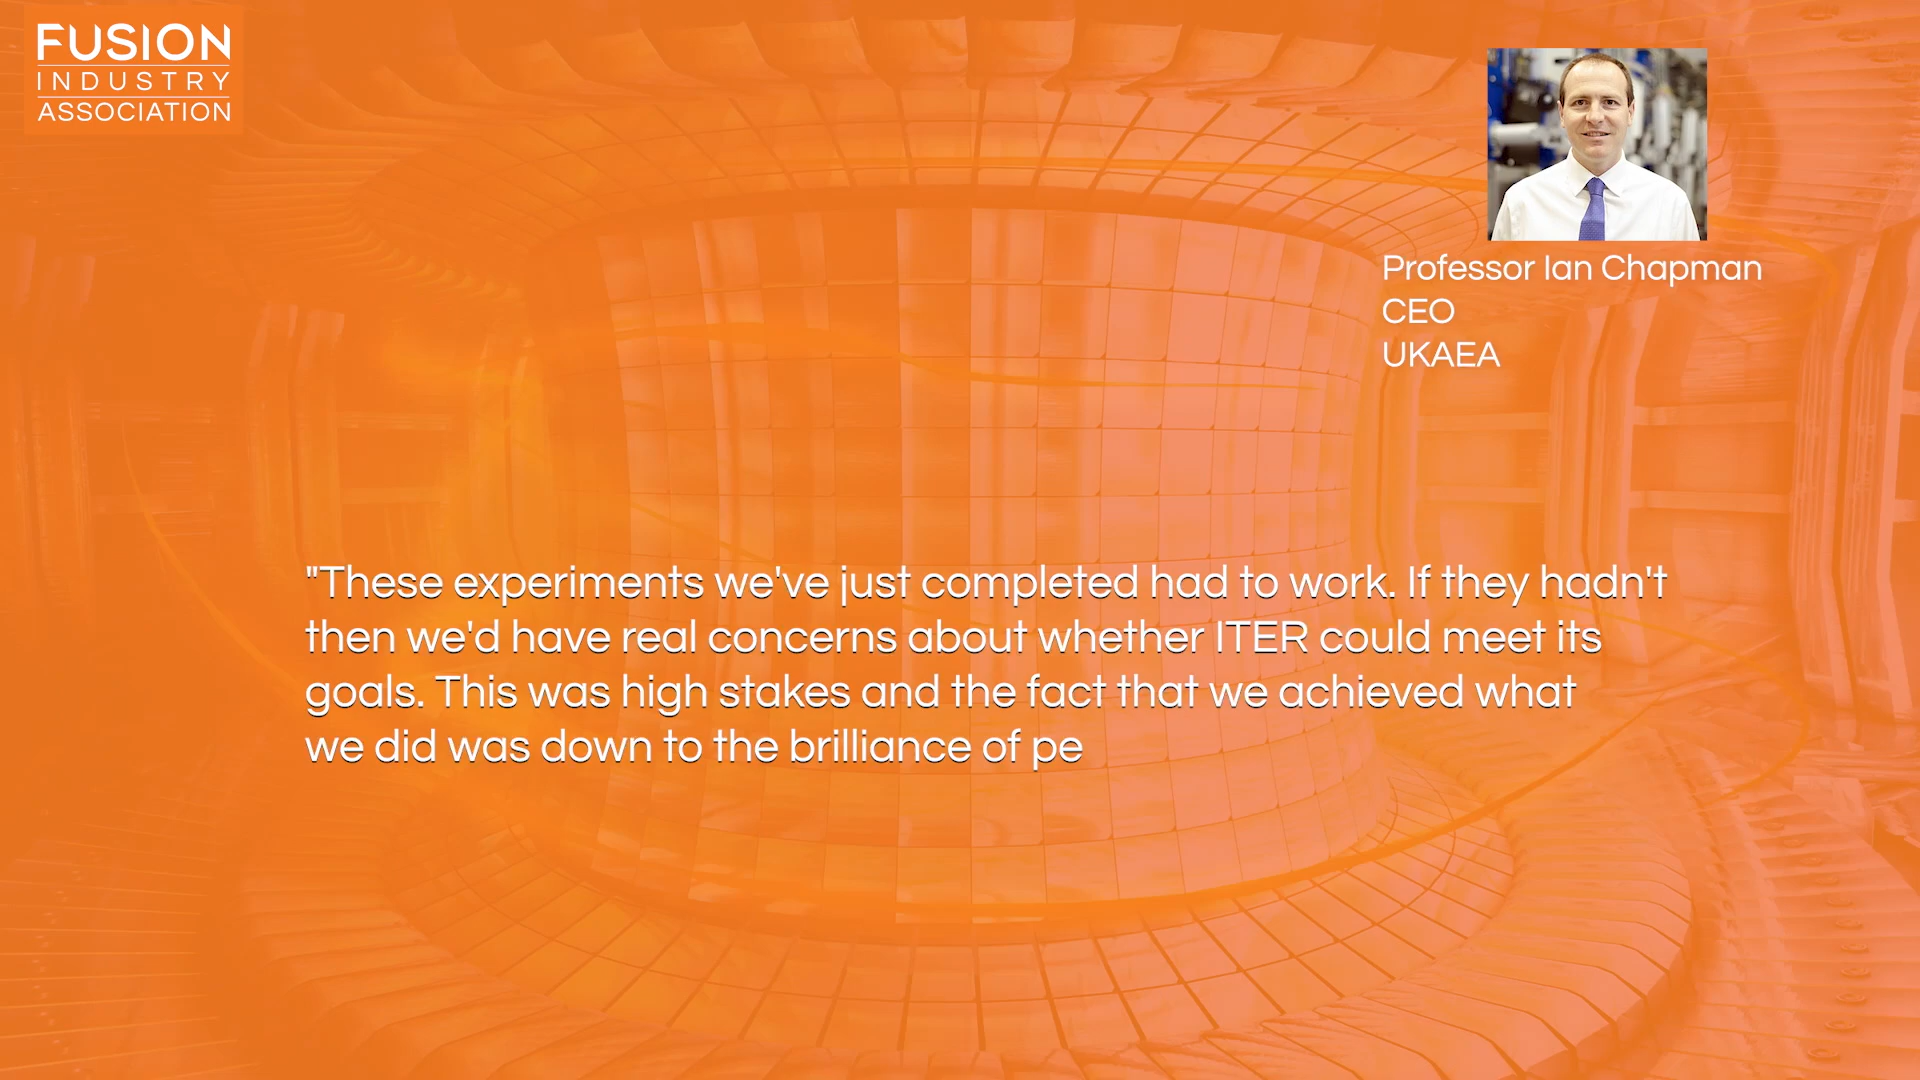 FUSION
INDUSTRY
ASSOCIATION
Professor Ian Chapman
CEO
UKAEA
"These experiments we've just completed had to work. If they hadn't
then we'd have real concerns about whether ITER could meet its
goals. This was high stakes and the fact that we achieved what
we did was down to the brilliance of pe